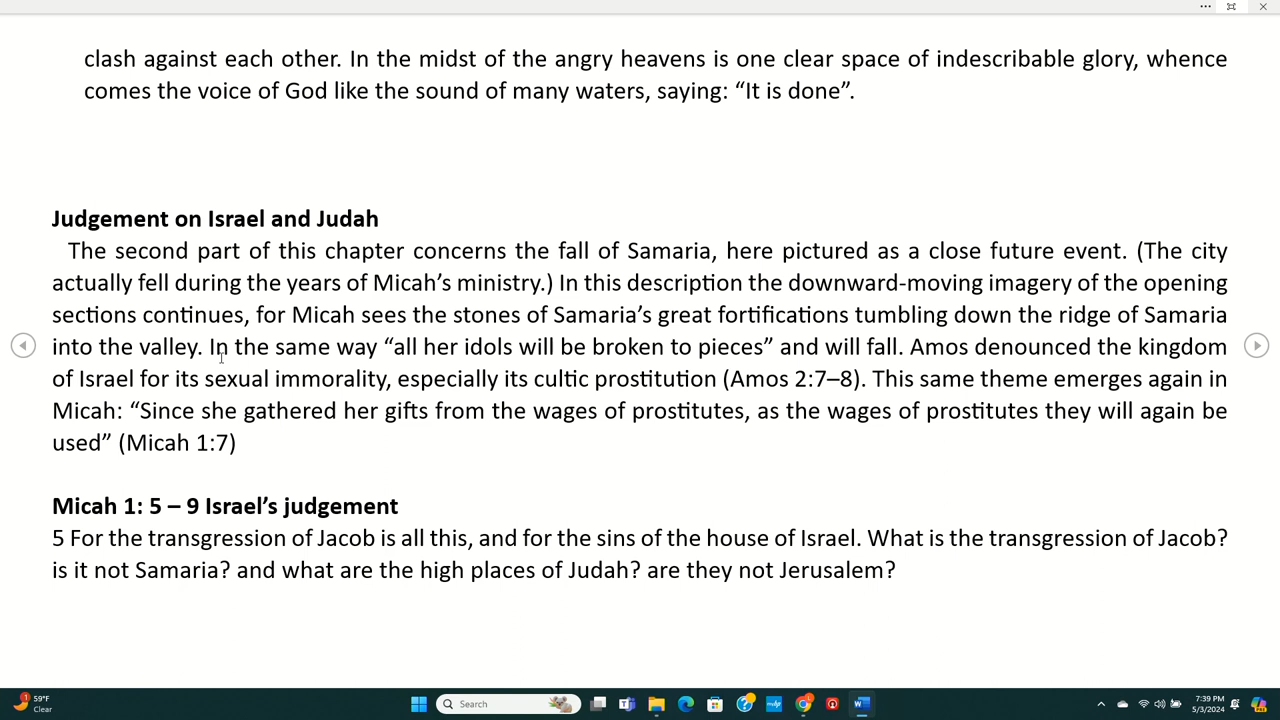 clash against each other. In the midst of the angry heavens is one clear space of indescribable glory, whence
comes the voice of God like the sound of many waters, saying: “It is done”.
Judgement on Israel and Judah
The second part of this chapter concerns the fall of Samaria, here pictured as a close future event. (The city
actually fell during the years of Micah’s ministry.) In this description the downward-moving imagery of the opening
sections continues, for Micah sees the stones of Samaria’s great fortifications tumbling down the ridge of Samaria
into the valley. In the same way “all her idols will be broken to pieces” and will fall. Amos denounced the kingdom
of Israel for its sexual immorality, especially its cultic prostitution (Amos 2:7–8). This same theme emerges again in
Micah: “Since she gathered her gifts from the wages of prostitutes, as the wages of prostitutes they will again be
used” (Micah 1:7)
Micah 1: 5 – 9 Israel’s judgement
5 For the transgression of Jacob is all this, and for the sins of the house of Israel. What is the transgression of Jacob?
is it not Samaria? and what are the high places of Judah? are they not Jerusalem?
1
59°F
Clear
Search
7:39 PM
5/3/2024